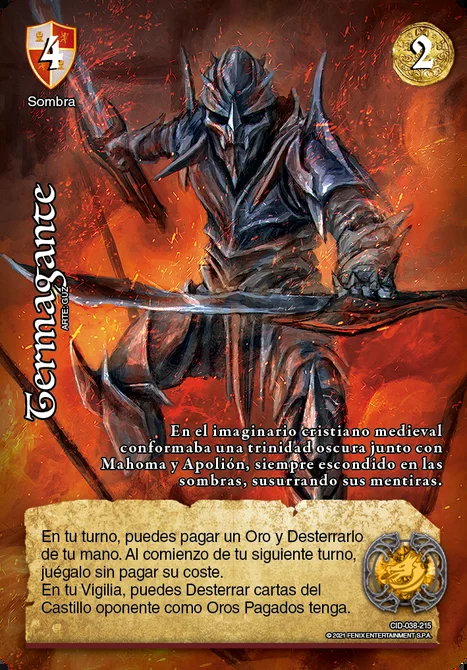 4
2
Sombra
Termagante
ARTE: GUZ
En el imaginario cristiano medieval
conformaba una trinidad oscura junto con
Mahoma y Apolión, siempre escondido en las
sombras, susurrando sus mentiras.
En tu turno, puedes pagar un Oro y Desterrarlo
de tu mano. Al comienzo de tu siguiente turno,
juégalo sin pagar su coste.
En tu Vigilia, puedes Desterrar cartas del
Castillo oponente como Oros Pagados tenga.
CID-038-215
© 2021 FENIX ENTERTAINMENT S.P.A.